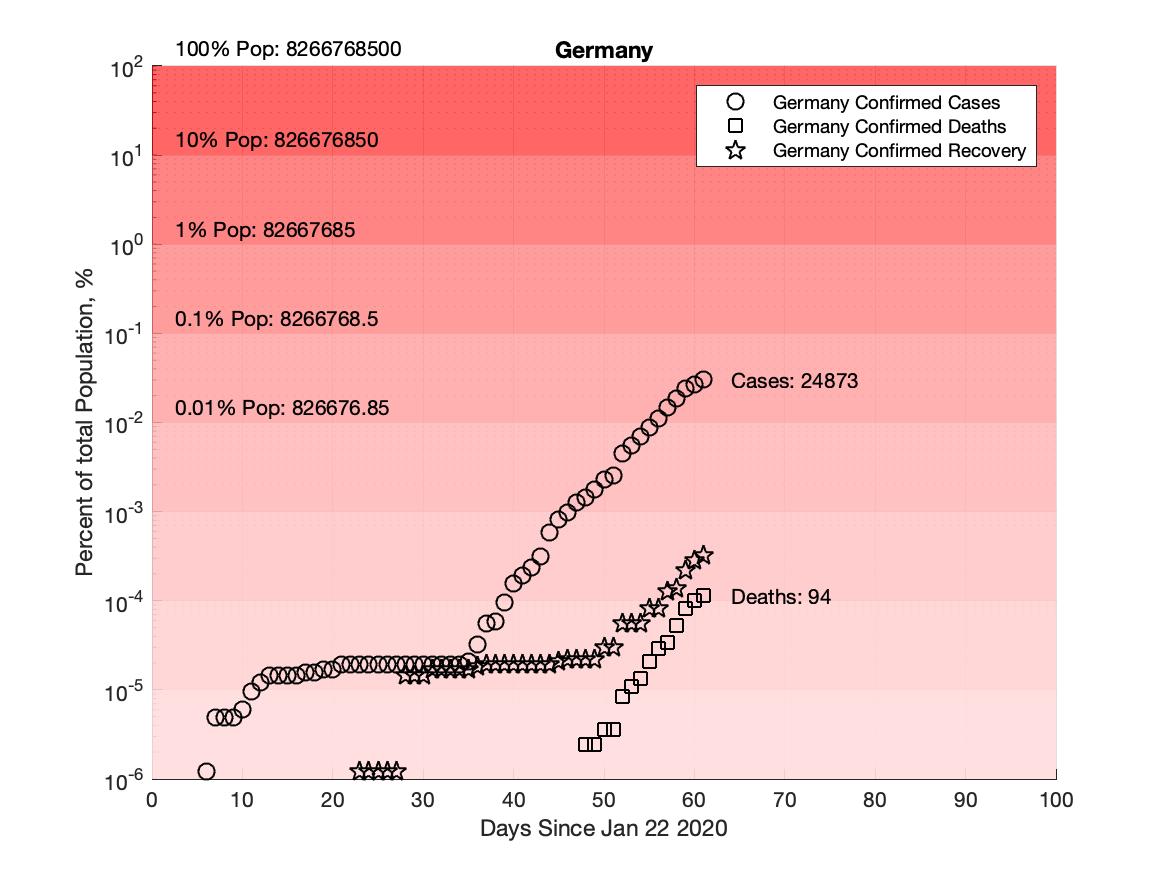 100% Pop: 8266768500
Germany
Germany Confirmed Cases
Germany Confirmed Deaths
Germany Confirmed Recovery
10% Pop: 826676850
1% Pop: 82667685
0.1% Pop: 8266768.5
0.01% Pop: 826676.85
Cases: 24873
Deaths: 94
Percent of total Population, %
10²
10¹
10⁰
10⁻¹
10⁻²
10⁻³
10⁻⁴
10⁻⁵
10⁻⁶
0 10 20 30 40 50 60 70 80 90 100
Days Since Jan 22 2020